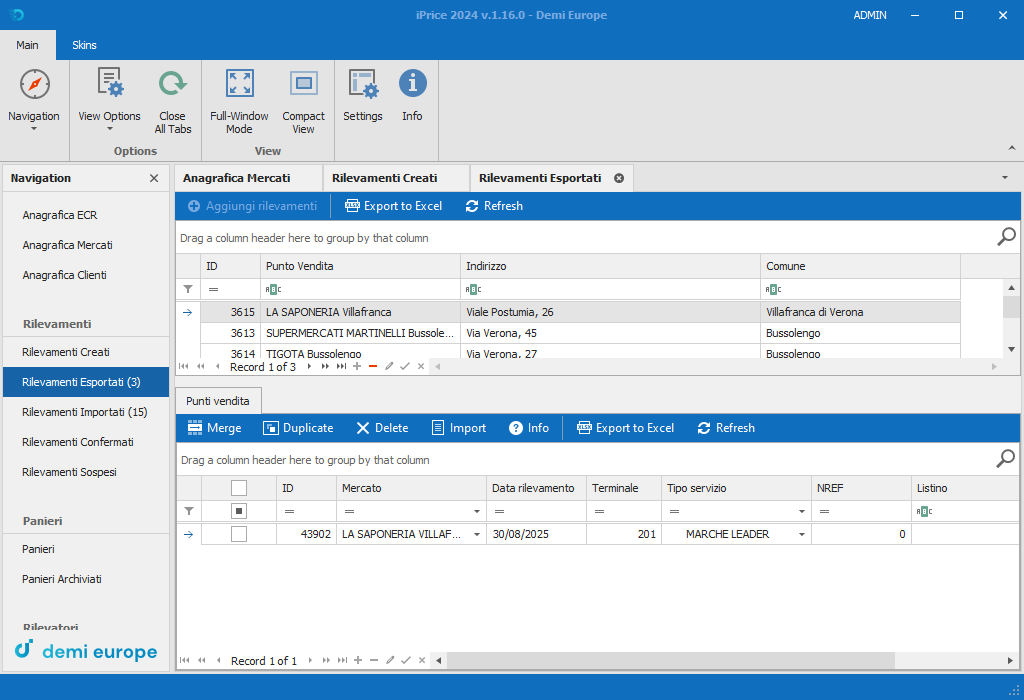 iPrice 2024 v.1.16.0 - Demi Europe
ADMIN
Main
Skins
Navigation
View Options
Close
All Tabs
Options
Full-Window
Mode
Compact
View
View
Settings
Info
Navigation
Anagrafica ECR
Anagrafica Mercati
Anagrafica Clienti
Rilevamenti
Rilevamenti Creati
Rilevamenti Esportati (3)
Rilevamenti Importati (15)
Rilevamenti Confermati
Rilevamenti Sospesi
Panieri
Panieri
Panieri Archiviati
Rilevatori
demi europe
Anagrafica Mercati
Rilevamenti Creati
Rilevamenti Esportati
Aggiungi rilevamenti
Export to Excel
Refresh
Drag a column header here to group by that column
ID Punto Vendita Indirizzo Comune
= ABC ABC ABC
3615 LA SAPONERIA Villafranca Viale Postumia, 26 Villafranca di Verona
3613 SUPERMERCATI MARTINELLI Bussole... Via Verona, 45 Bussolengo
3614 TIGOTA Bussolengo Via Verona, 27 Bussolengo
Record 1 of 3
Punti vendita
Merge
Duplicate
Delete
Import
Info
Export to Excel
Refresh
Drag a column header here to group by that column
ID Mercato Data rilevamento Terminale Tipo servizio NREF Listino
= = = = = = ABC
43902 LA SAPONERIA VILLAF... 30/08/2025 201 MARCHE LEADER 0
Record 1 of 1